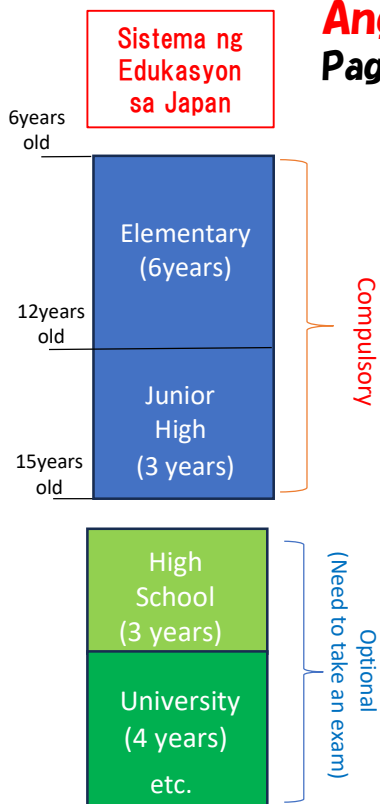 Sistema ng
Edukasyon
sa Japan
6years
old
Elementary
(6years)
12years
old
Junior
High
(3 years)
15years
old
Compulsory
High
School
(3 years)
University
(4 years)
etc.
Optional
(Need to take an exam)